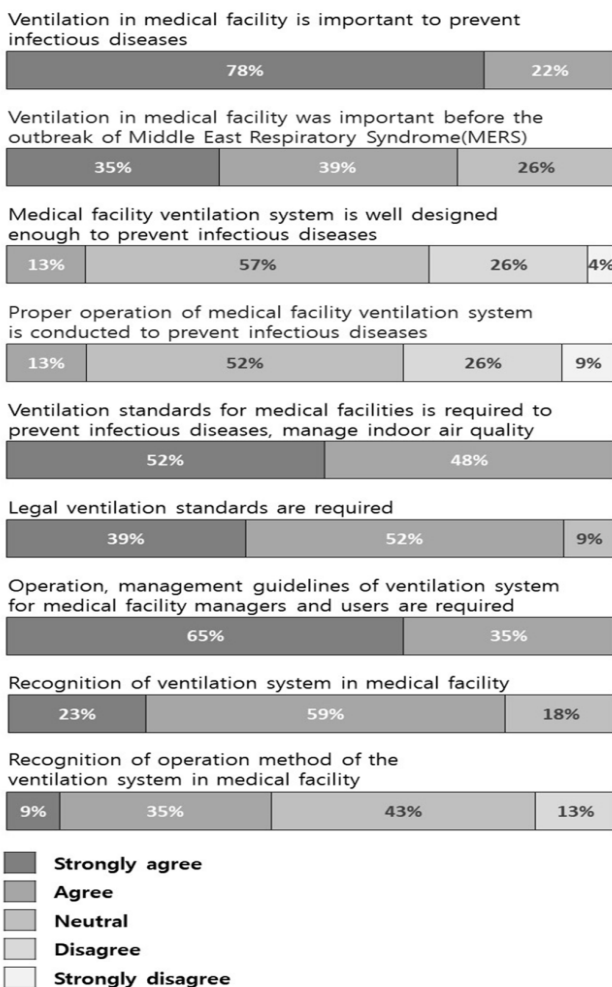 Ventilation in medical facility is important to prevent
infectious diseases
78% 22%
Ventilation in medical facility was important before the
outbreak of Middle East Respiratory Syndrome(MERS)
35% 39% 26%
Medical facility ventilation system is well designed
enough to prevent infectious diseases
13% 57% 26% 4%
Proper operation of medical facility ventilation system
is conducted to prevent infectious diseases
13% 52% 26% 9%
Ventilation standards for medical facilities is required to
prevent infectious diseases, manage indoor air quality
52% 48%
Legal ventilation standards are required
39% 52% 9%
Operation, management guidelines of ventilation system
for medical facility managers and users are required
65% 35%
Recognition of ventilation system in medical facility
23% 59% 18%
Recognition of operation method of the
ventilation system in medical facility
9% 35% 43% 13%
Strongly agree
Agree
Neutral
Disagree
Strongly disagree